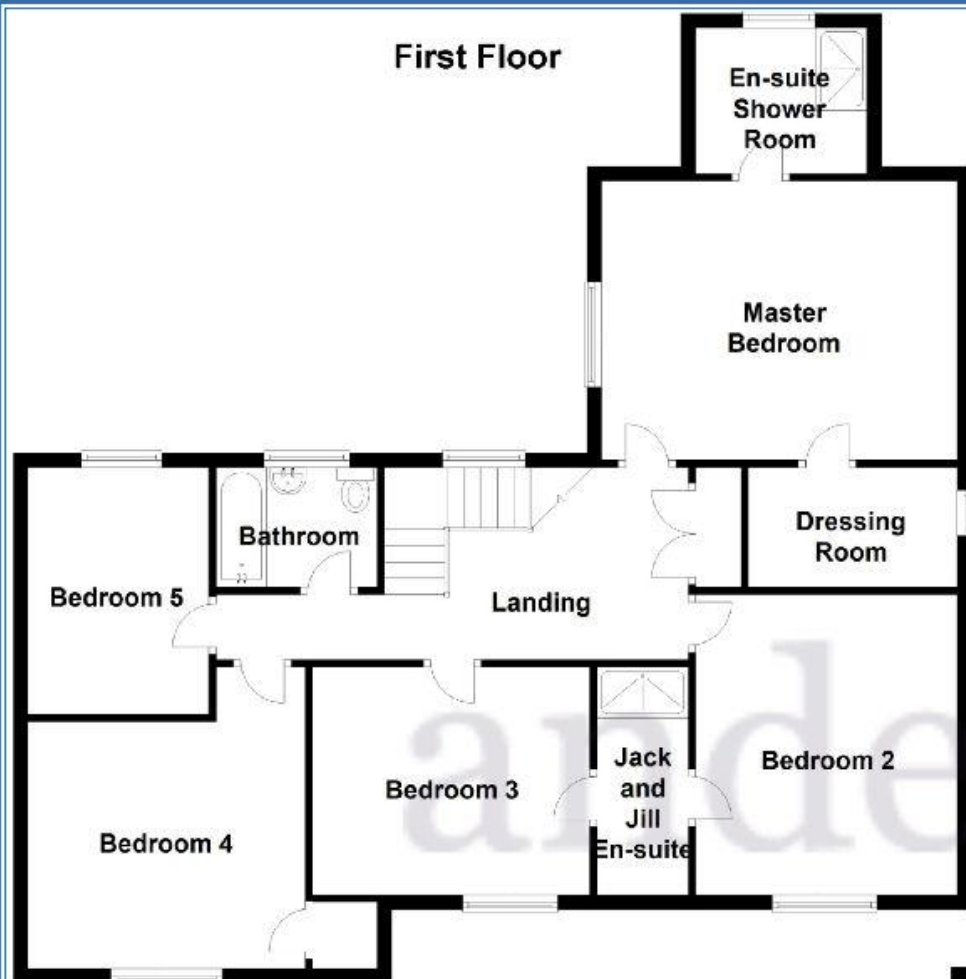 First Floor
En-suite
Shower
Room
Master
Bedroom
Dressing
Room
Bathroom
Bedroom 5
Landing
Bedroom 2
Jack
and
Jill
En-suite
Bedroom 3
Bedroom 4
ande